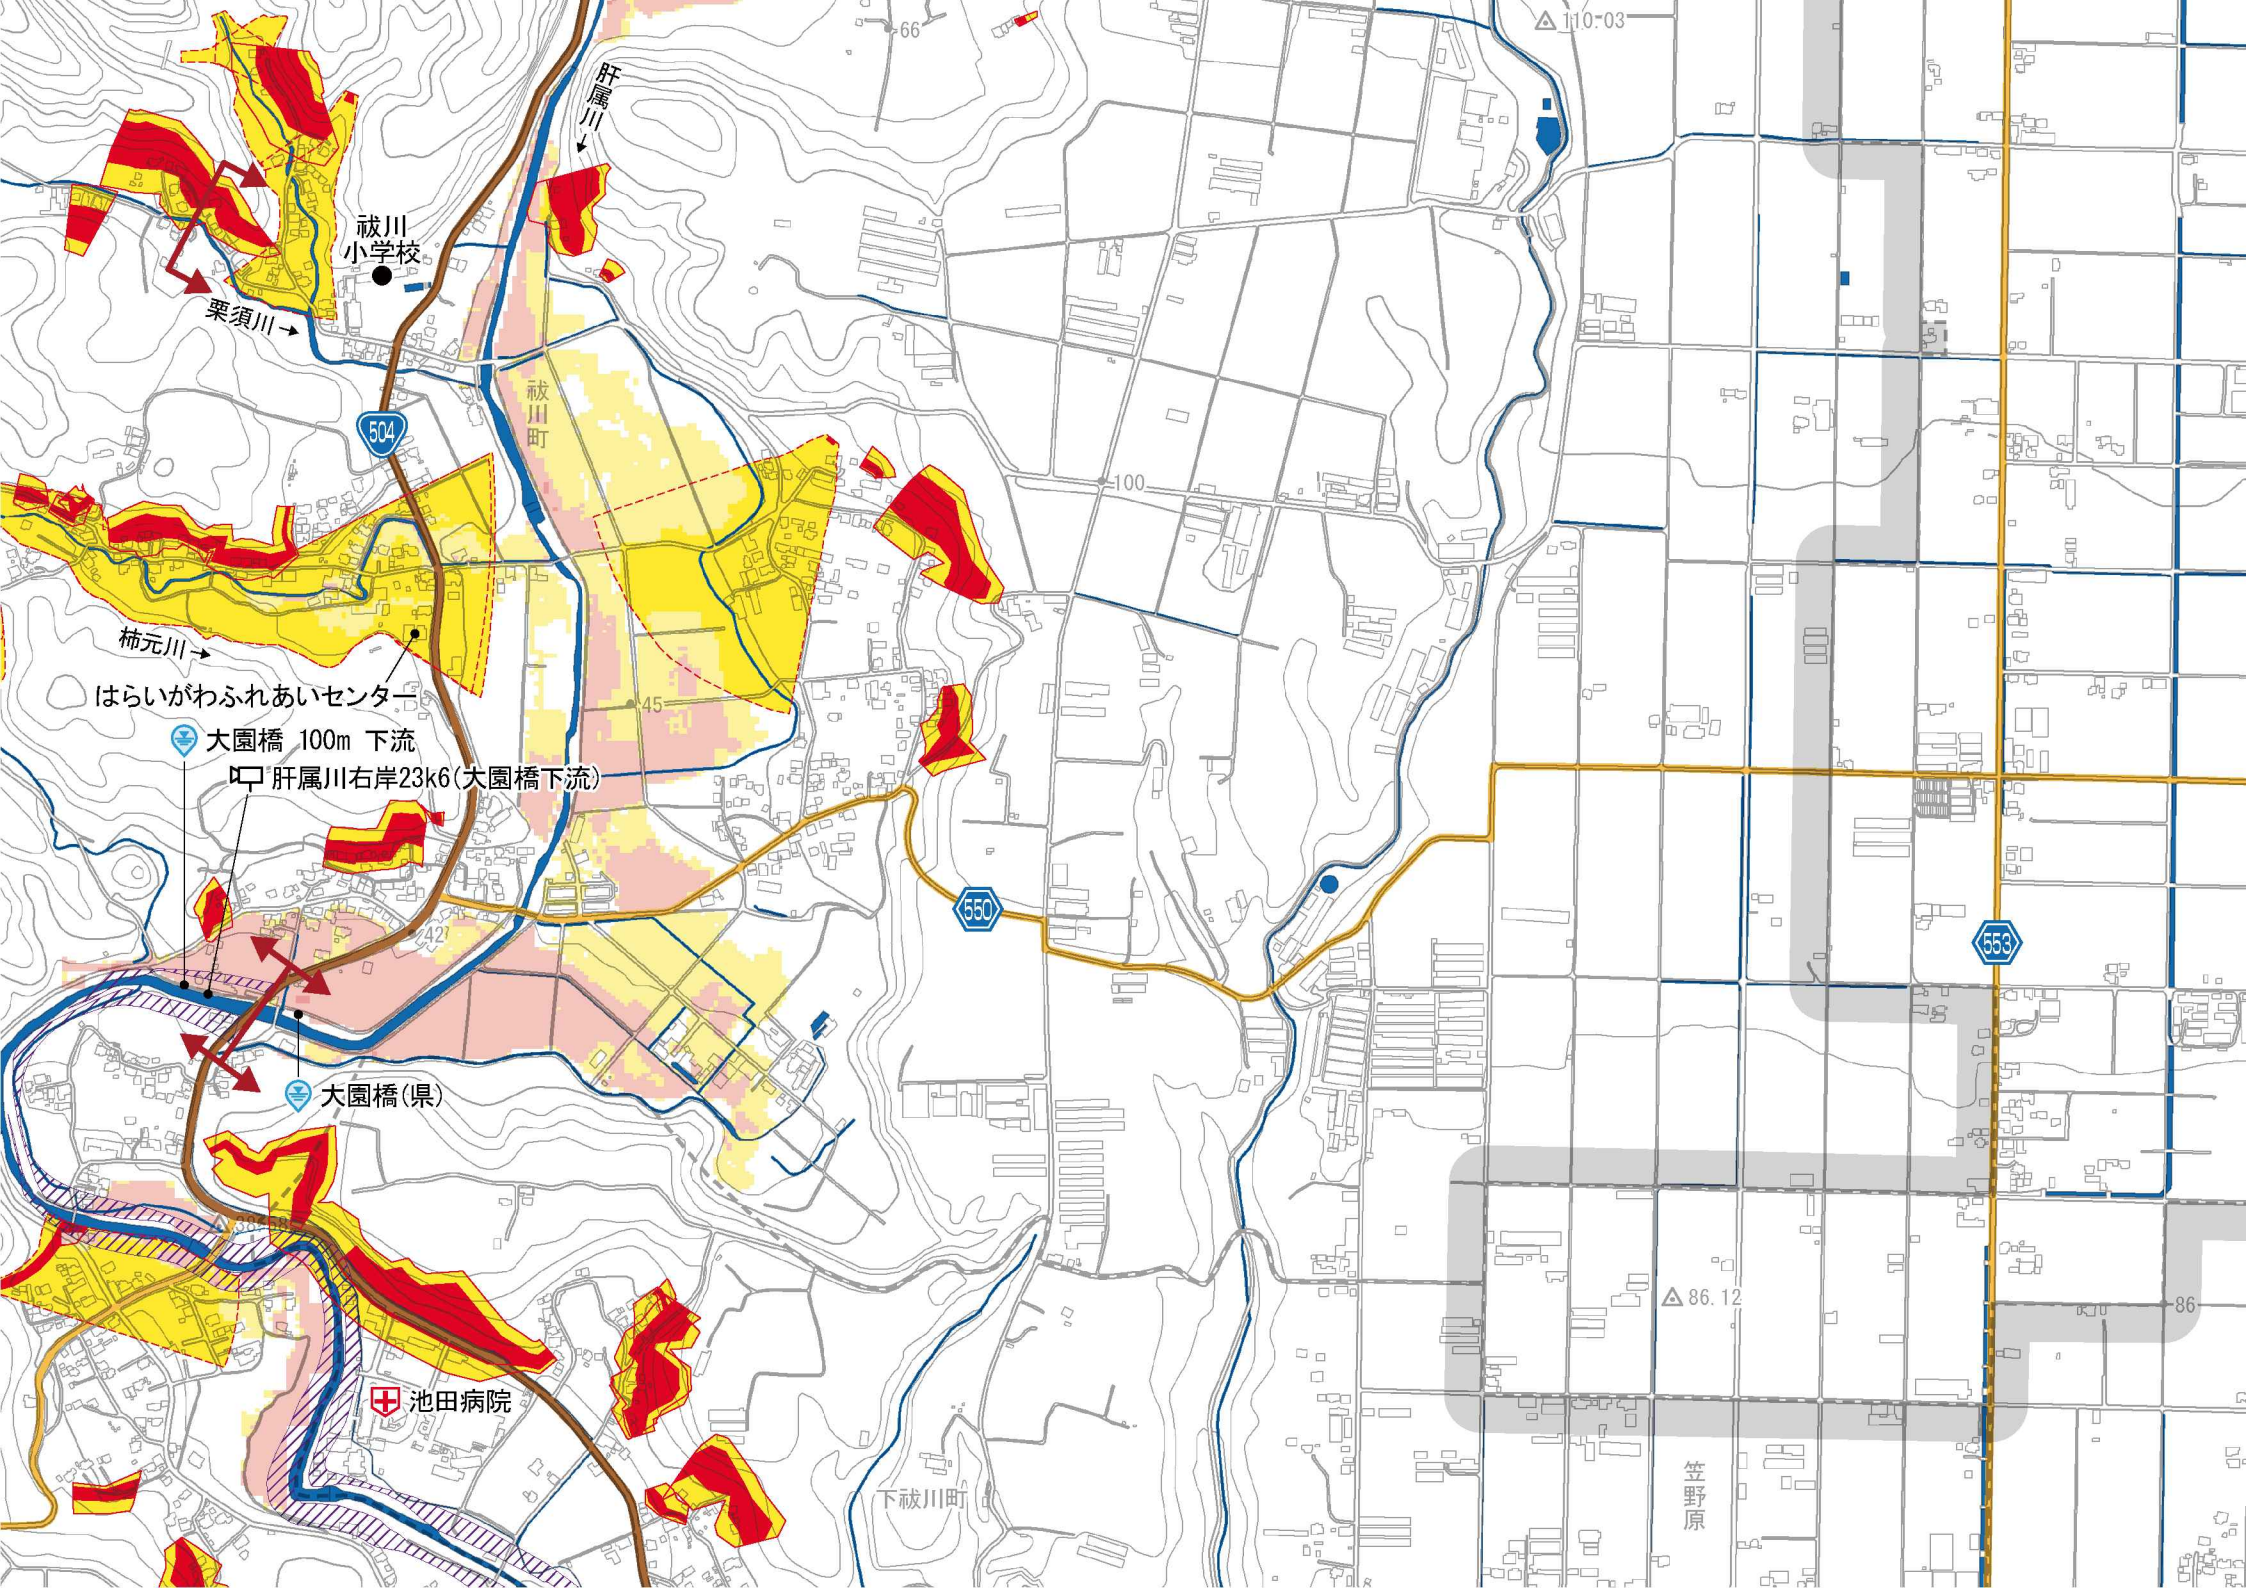 66
110.03
肝属川
祓川
小学校
栗須川
祓川町
504
100
柿元川
はらいがわふれあいセンター
45
大園橋 100m 下流
肝属川右岸23k6(大園橋下流)
550
42
553
大園橋(県)
86.12
86
池田病院
下祓川町
笠野原